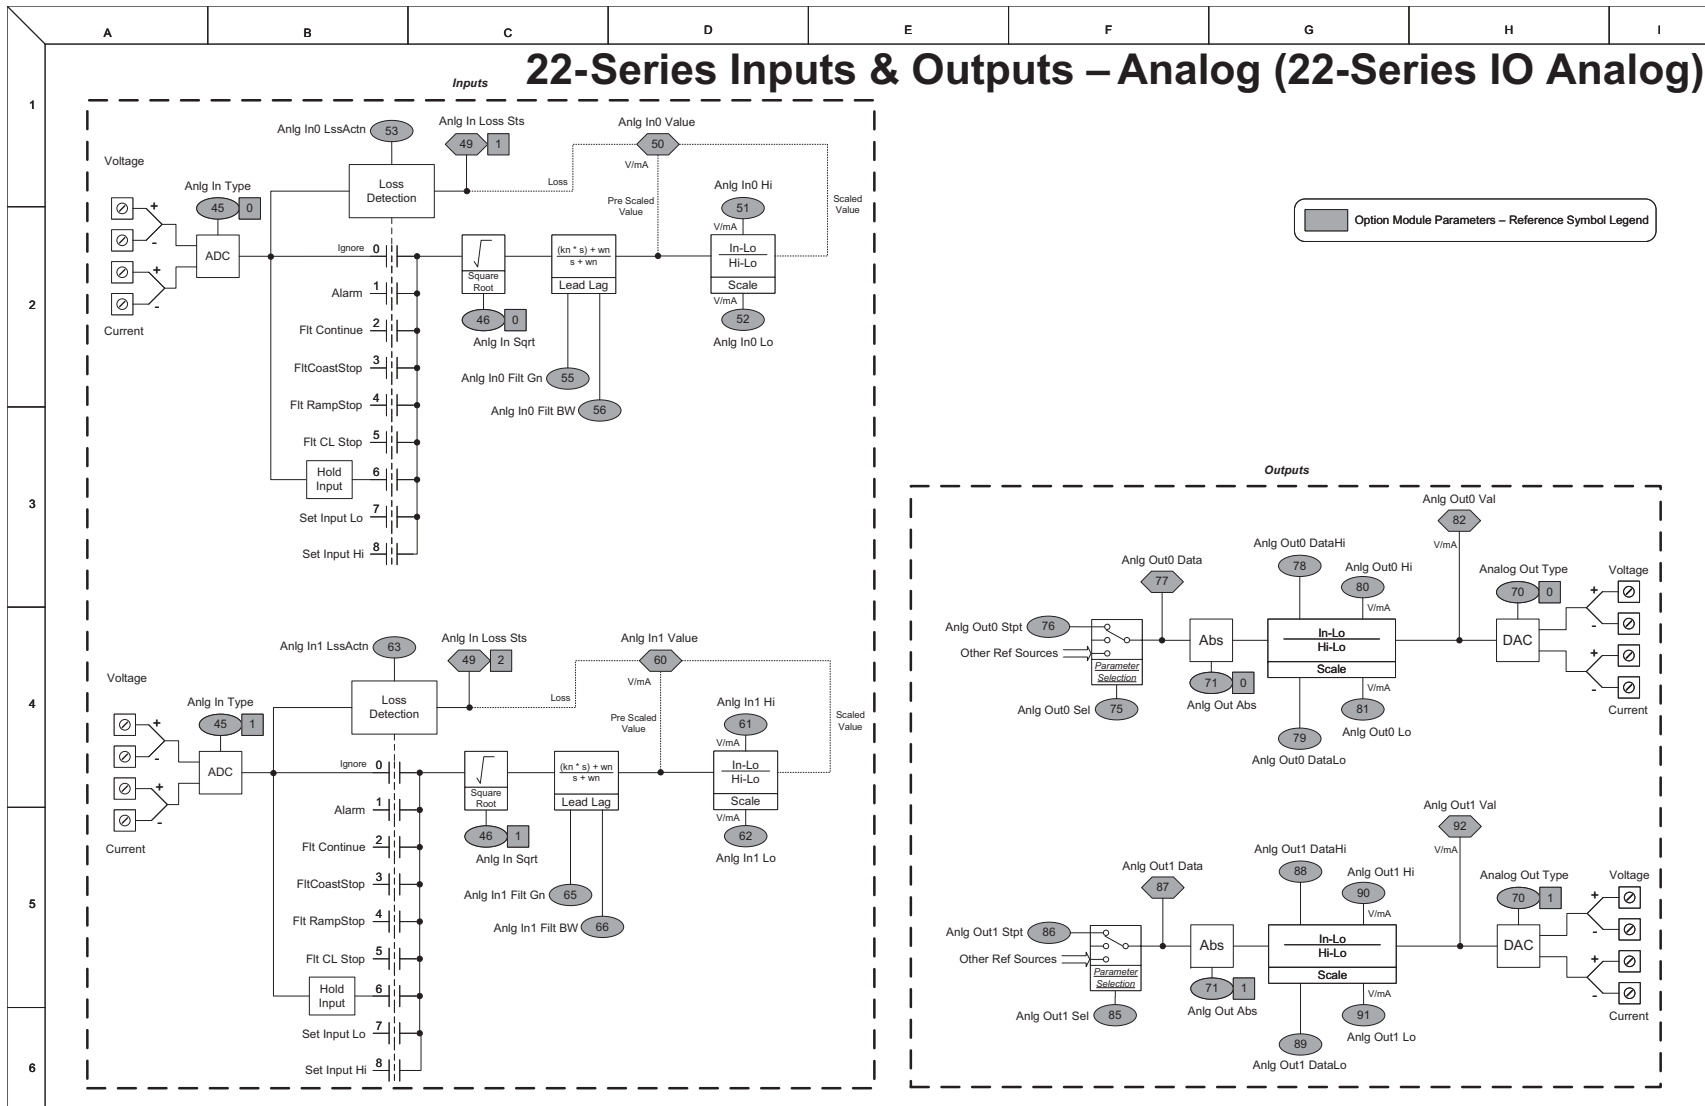 A B C D E F G H I
22-Series Inputs & Outputs – Analog (22-Series IO Analog)
1
2
3
4
5
6
Inputs
Anlg In0 LssActn 53
Anlg In Loss Sts
49 1
Anlg In0 Value
50
V/mA
Voltage
Anlg In Type
45 0
Loss
Detection
Loss
Pre Scaled
Value
Scaled
Value
Anlg In0 Hi
51
V/mA
+
-
+
-
ADC
Current
Ignore 0
Alarm 1
Flt Continue 2
FltCoastStop 3
Flt RampStop 4
Flt CL Stop 5
Hold
Input
6
Set Input Lo 7
Set Input Hi 8
√
Square
Root
46 0
Anlg In Sqrt
(kn * s) + wn
s + wn
Lead Lag
In-Lo
Hi-Lo
Scale
V/mA
52
Anlg In0 Lo
Anlg In0 Filt Gn 55
Anlg In0 Filt BW 56
Anlg In1 LssActn 63
Anlg In Loss Sts
49 2
Anlg In1 Value
60
V/mA
Voltage
Anlg In Type
45 1
Loss
Detection
Loss
Pre Scaled
Value
Scaled
Value
Anlg In1 Hi
61
V/mA
+
-
+
-
ADC
Current
Ignore 0
Alarm 1
Flt Continue 2
FltCoastStop 3
Flt RampStop 4
Flt CL Stop 5
Hold
Input
6
Set Input Lo 7
Set Input Hi 8
√
Square
Root
46 1
Anlg In Sqrt
(kn * s) + wn
s + wn
Lead Lag
In-Lo
Hi-Lo
Scale
V/mA
62
Anlg In1 Lo
Anlg In1 Filt Gn 65
Anlg In1 Filt BW 66
Option Module Parameters – Reference Symbol Legend
Outputs
Anlg Out0 Val
82
V/mA
Anlg Out0 DataHi
78
Anlg Out0 Hi
80
V/mA
Anlg Out0 Data
77
Analog Out Type
70 0
Voltage
Anlg Out0 Stpt 76
Other Ref Sources
Parameter
Selection
Anlg Out0 Sel 75
Abs
71 0
Anlg Out Abs
In-Lo
Hi-Lo
Scale
V/mA
81
Anlg Out0 Lo
79
Anlg Out0 DataLo
DAC
+
-
+
-
Current
Anlg Out1 Val
92
V/mA
Anlg Out1 DataHi
88
Anlg Out1 Hi
90
V/mA
Anlg Out1 Data
87
Analog Out Type
70 1
Voltage
Anlg Out1 Stpt 86
Other Ref Sources
Parameter
Selection
Anlg Out1 Sel 85
Abs
71 1
Anlg Out Abs
In-Lo
Hi-Lo
Scale
V/mA
91
Anlg Out1 Lo
89
Anlg Out1 DataLo
DAC
+
-
+
-
Current